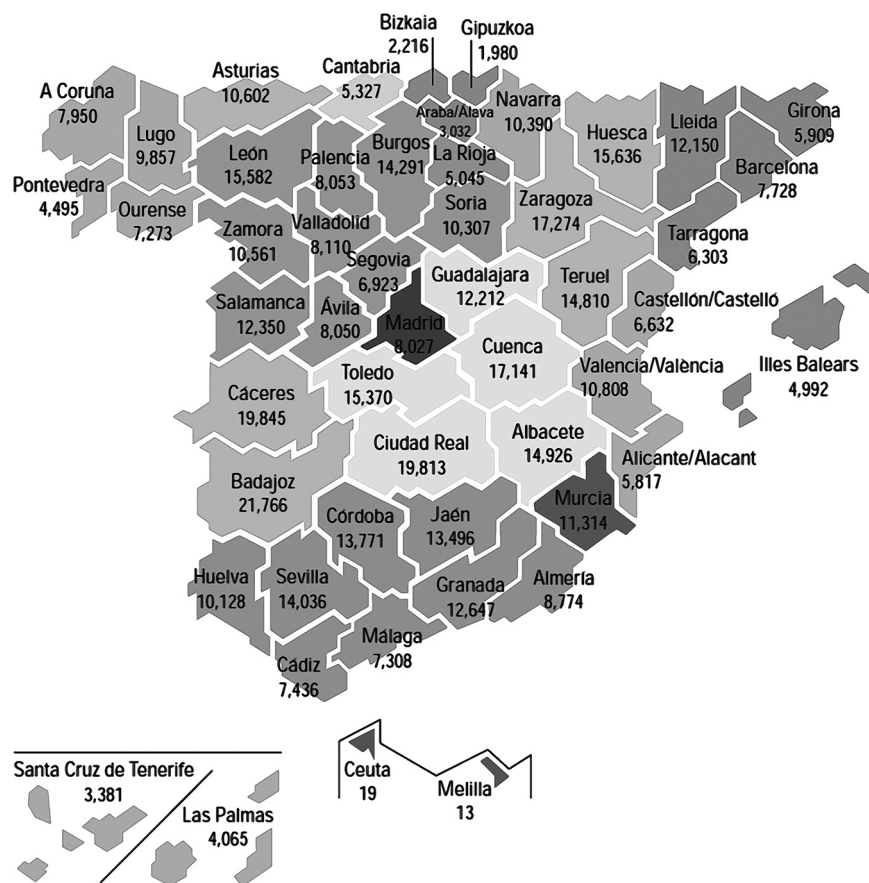 Bizkaia
2,216
Gipuzkoa
1,980
Asturias
10,602
Cantabria
5,327
A Coruna
7,950
Lugo
9,857
Araba/Álava
3,032
Navarra
10,390
Huesca
15,636
Lleida
12,150
Girona
5,909
Barcelona
7,728
León
15,582
Palencia
8,053
Burgos
14,291
La Rioja
5,045
Pontevedra
4,495
Ourense
7,273
Zamora
10,561
Valladolid
8,110
Soria
10,307
Zaragoza
17,274
Tarragona
6,303
Segovia
6,923
Guadalajara
12,212
Teruel
14,810
Castellón/Castelló
6,632
Salamanca
12,350
Ávila
8,050
Madrid
8,027
Cuenca
17,141
Valencia/València
10,808
Illes Balears
4,992
Cáceres
19,845
Toledo
15,370
Ciudad Real
19,813
Albacete
14,926
Alicante/Alacant
5,817
Badajoz
21,766
Murcia
11,314
Córdoba
13,771
Jaén
13,496
Huelva
10,128
Sevilla
14,036
Granada
12,647
Almería
8,774
Málaga
7,308
Cádiz
7,436
Santa Cruz de Tenerife
3,381
Las Palmas
4,065
Ceuta
19
Melilla
13